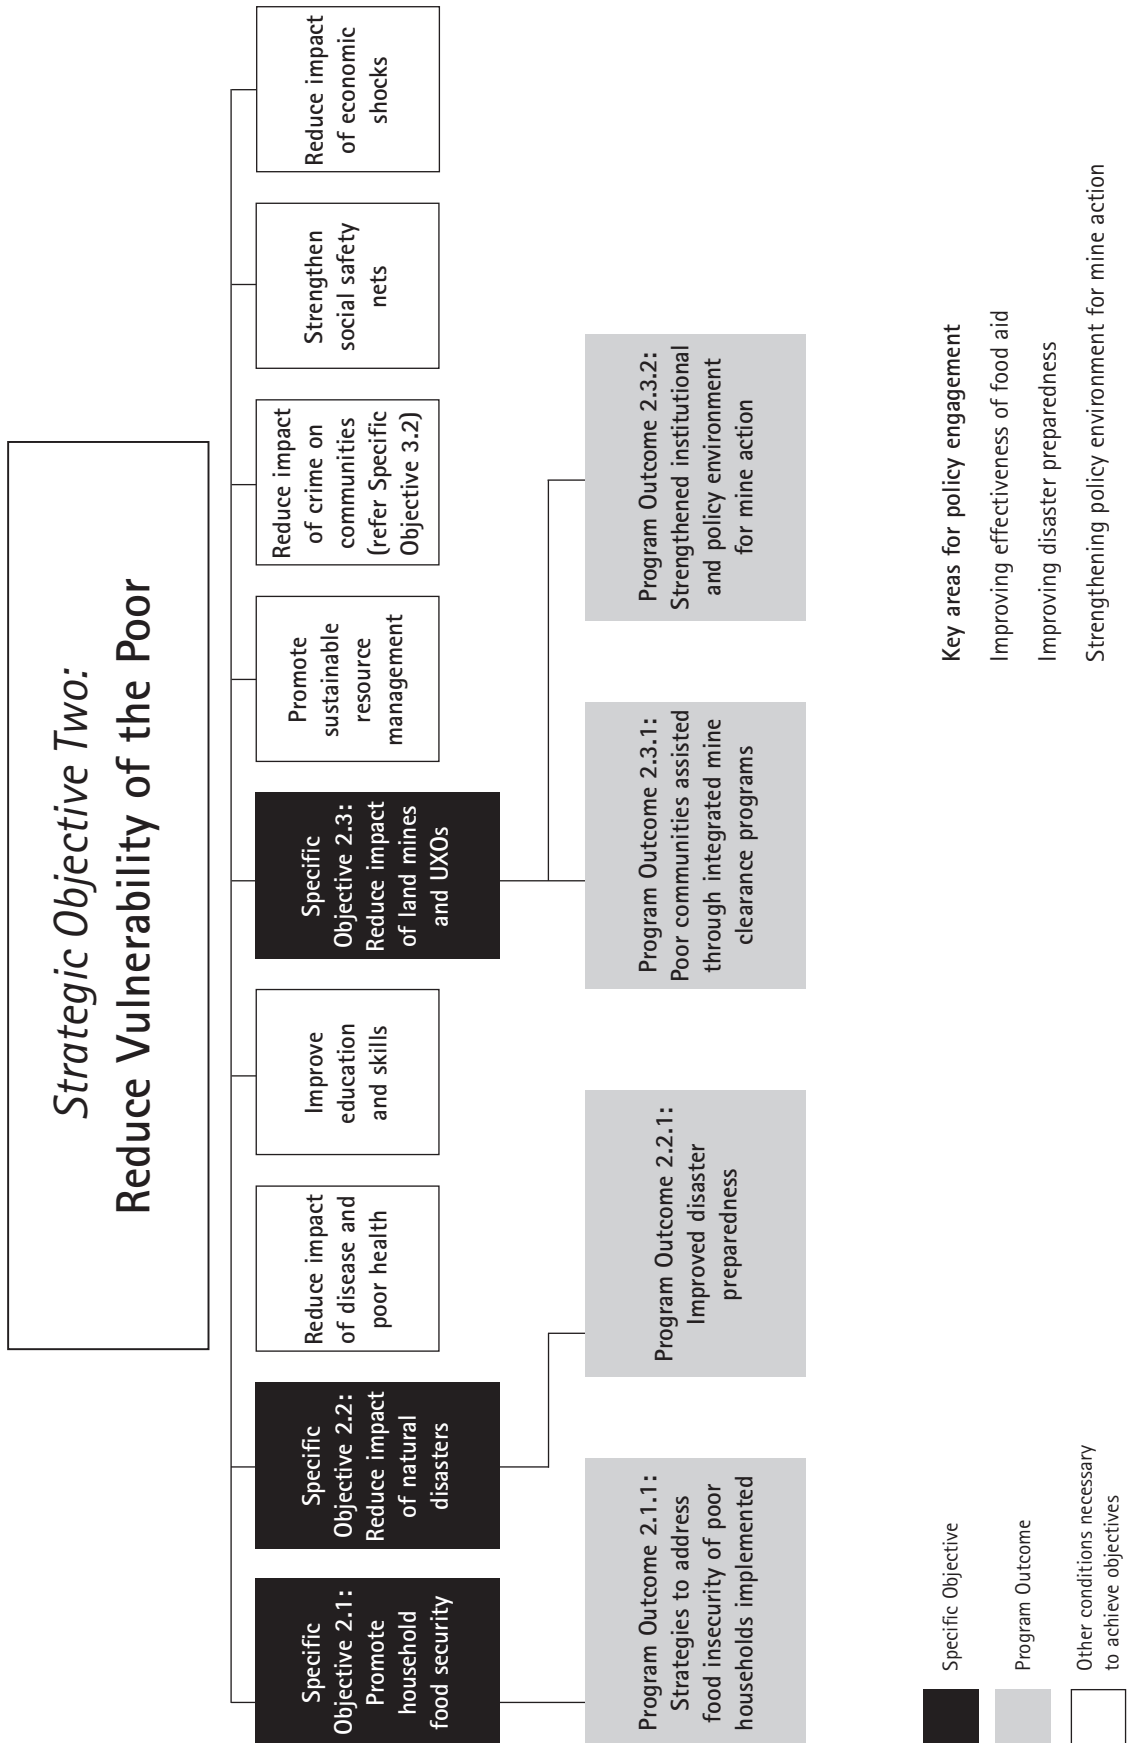 Strategic Objective Two:
Reduce Vulnerability of the Poor
Specific
Objective 2.1:
Promote
household
food security
Specific
Objective 2.2:
Reduce impact
of natural
disasters
Reduce impact
of disease and
poor health
Improve
education
and skills
Specific
Objective 2.3:
Reduce impact
of land mines
and UXOs
Promote
sustainable
resource
management
Reduce impact
of crime on
communities
(refer Specific
Objective 3.2)
Strengthen
social safety
nets
Reduce impact
of economic
shocks
Program Outcome 2.1.1:
Strategies to address
food insecurity of poor
households implemented
Program Outcome 2.2.1:
Improved disaster
preparedness
Program Outcome 2.3.1:
Poor communities assisted
through integrated mine
clearance programs
Program Outcome 2.3.2:
Strengthened institutional
and policy environment
for mine action
Specific Objective
Program Outcome
Other conditions necessary
to achieve objectives
Key areas for policy engagement
Improving effectiveness of food aid
Improving disaster preparedness
Strengthening policy environment for mine action